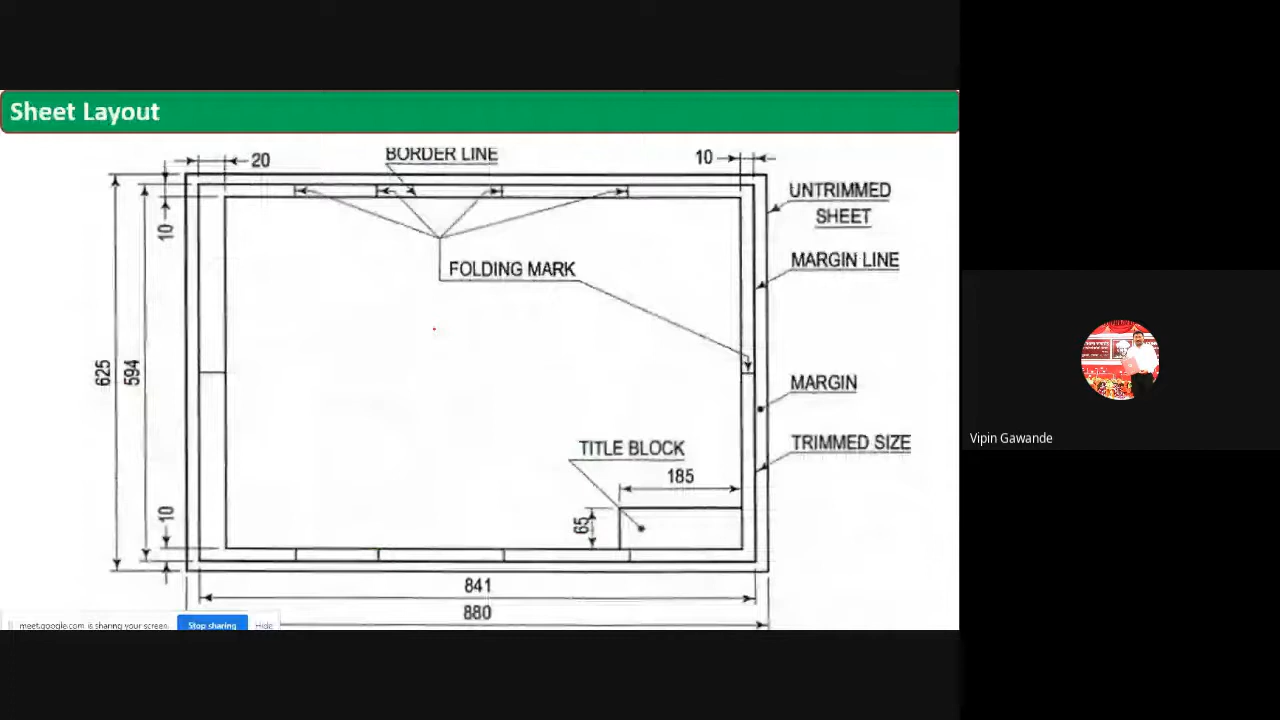 Sheet Layout
20
BORDER LINE
10
UNTRIMMED
SHEET
10
MARGIN LINE
FOLDING MARK
625
594
MARGIN
TITLE BLOCK
TRIMMED SIZE
185
10
65
841
880
meet.google.com is sharing your screen.
Stop sharing
Hide
Vipin Gawande